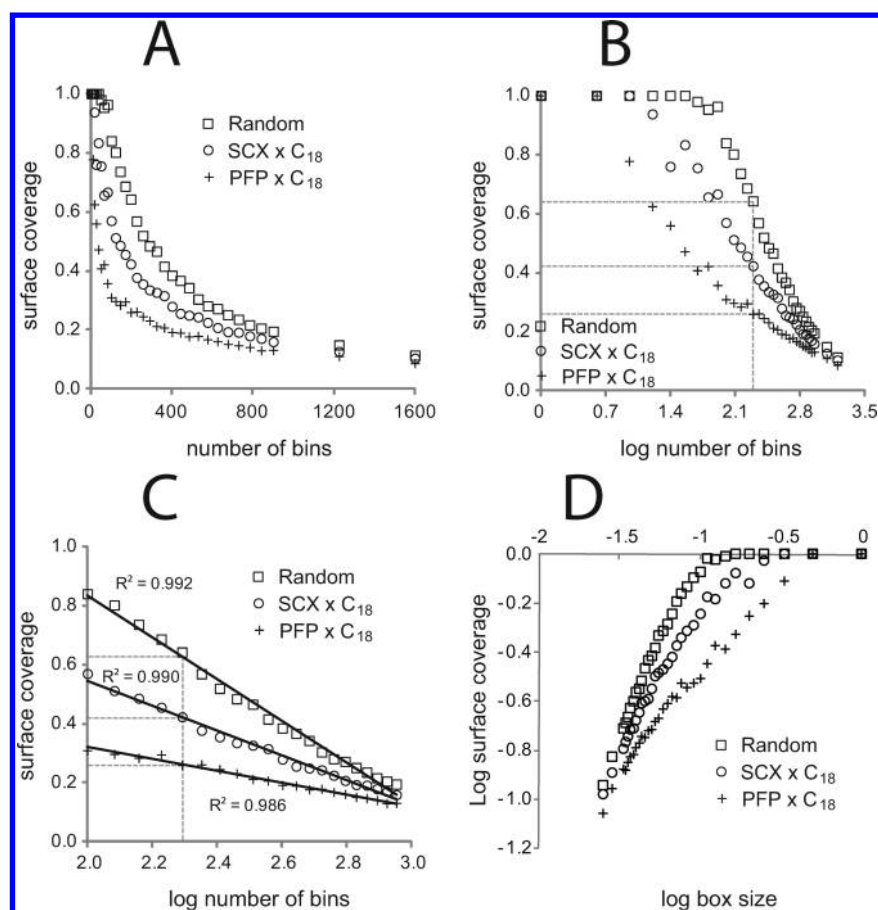 A
1.0
0.8
0.6
0.4
0.2
0.0
surface coverage
Random
SCX x C18
PFP x C18
0 400 800 1200 1600
number of bins
B
1.0
0.8
0.6
0.4
0.2
0.0
surface coverage
Random
SCX x C18
PFP x C18
0 0.7 1.4 2.1 2.8 3.5
log number of bins
C
1.0
0.8
0.6
0.4
0.2
0.0
surface coverage
R² = 0.992
R² = 0.990
R² = 0.986
Random
SCX x C18
PFP x C18
2.0 2.2 2.4 2.6 2.8 3.0
log number of bins
D
-2 -1.5 -1 -0.5 0
0.0
-0.2
-0.4
-0.6
-0.8
-1.0
-1.2
Log surface coverage
Random
SCX x C18
PFP x C18
log box size